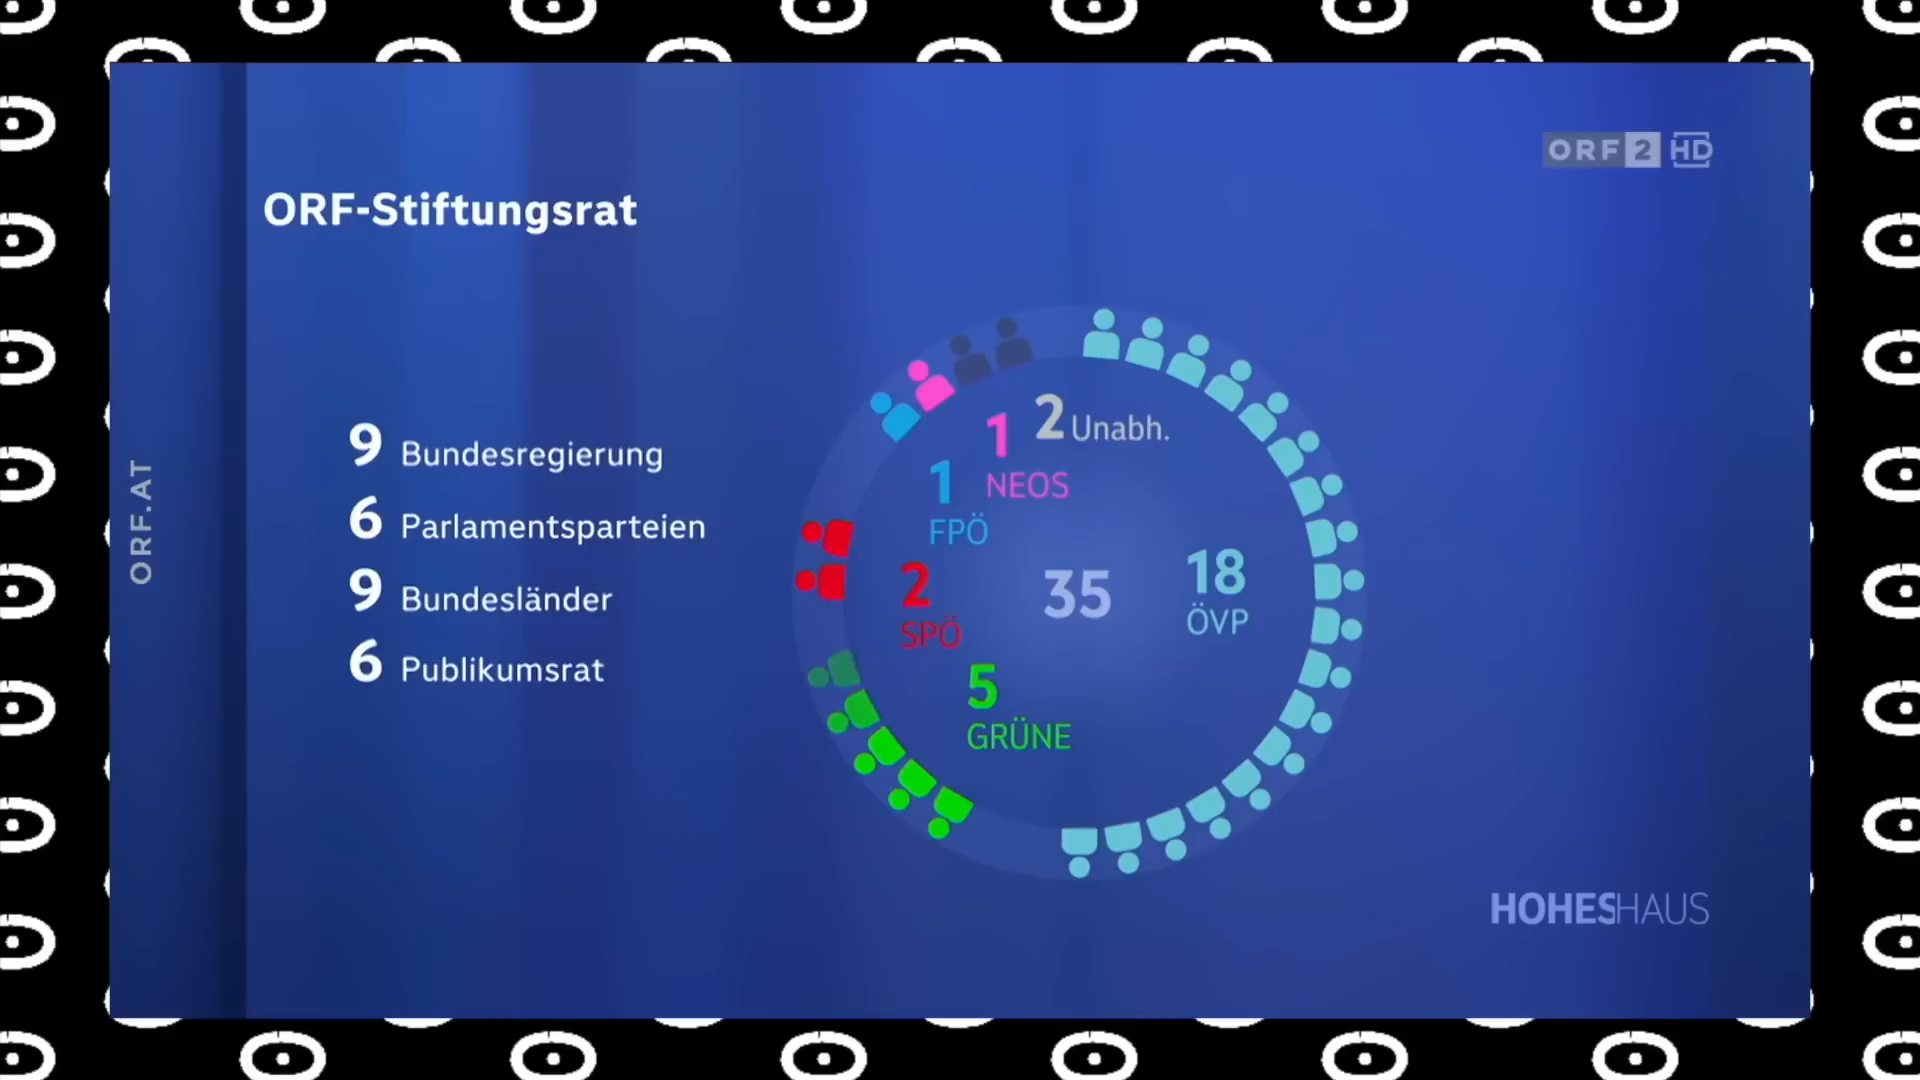 ORF 2 HD
ORF-Stiftungsrat
9 Bundesregierung
6 Parlamentsparteien
9 Bundesländer
6 Publikumsrat
2 Unabh.
1
NEOS
1
FPÖ
2
SPÖ
35
18
ÖVP
5
GRÜNE
ORF.AT
HOHESHAUS